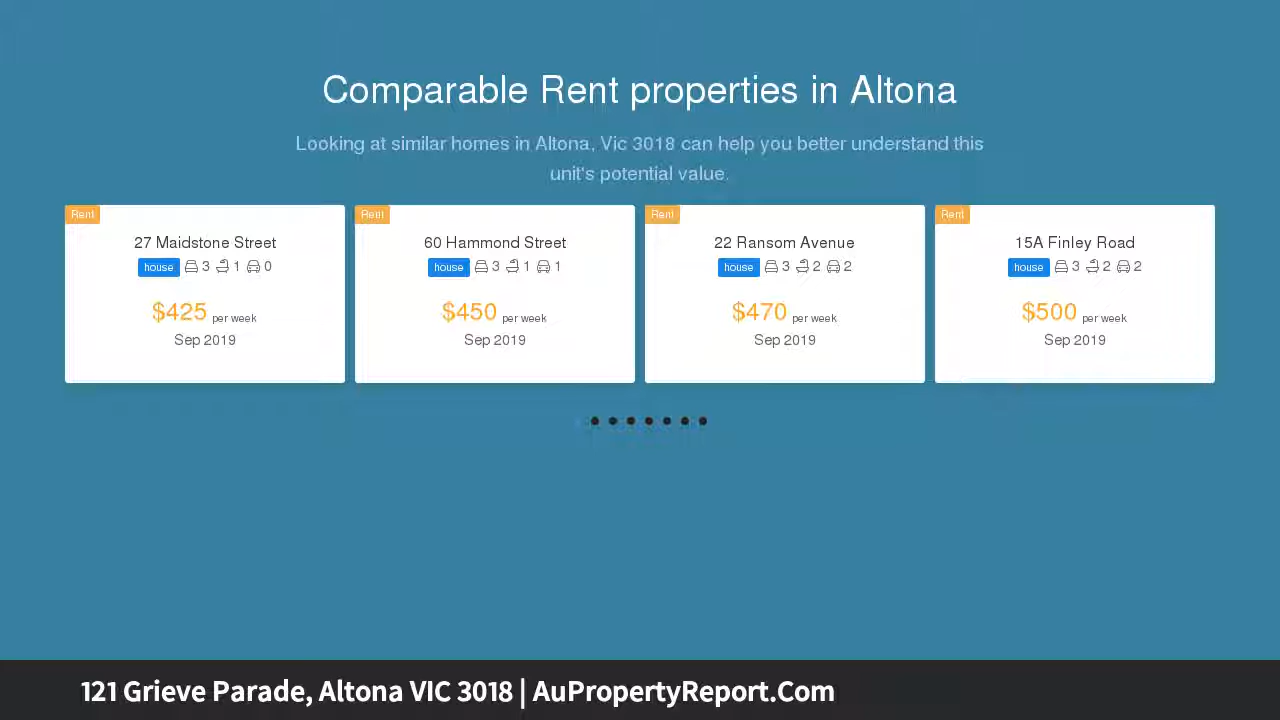 Comparable Rent properties in Altona
Looking at similar homes in Altona, Vic 3018 can help you better understand this
unit's potential value.
Rent
27 Maidstone Street
house 3 1 0
$425 per week
Sep 2019
Rent
60 Hammond Street
house 3 1 1
$450 per week
Sep 2019
Rent
22 Ransom Avenue
house 3 2 2
$470 per week
Sep 2019
Rent
15A Finley Road
house 3 2 2
$500 per week
Sep 2019
121 Grieve Parade, Altona VIC 3018 | AuPropertyReport.Com